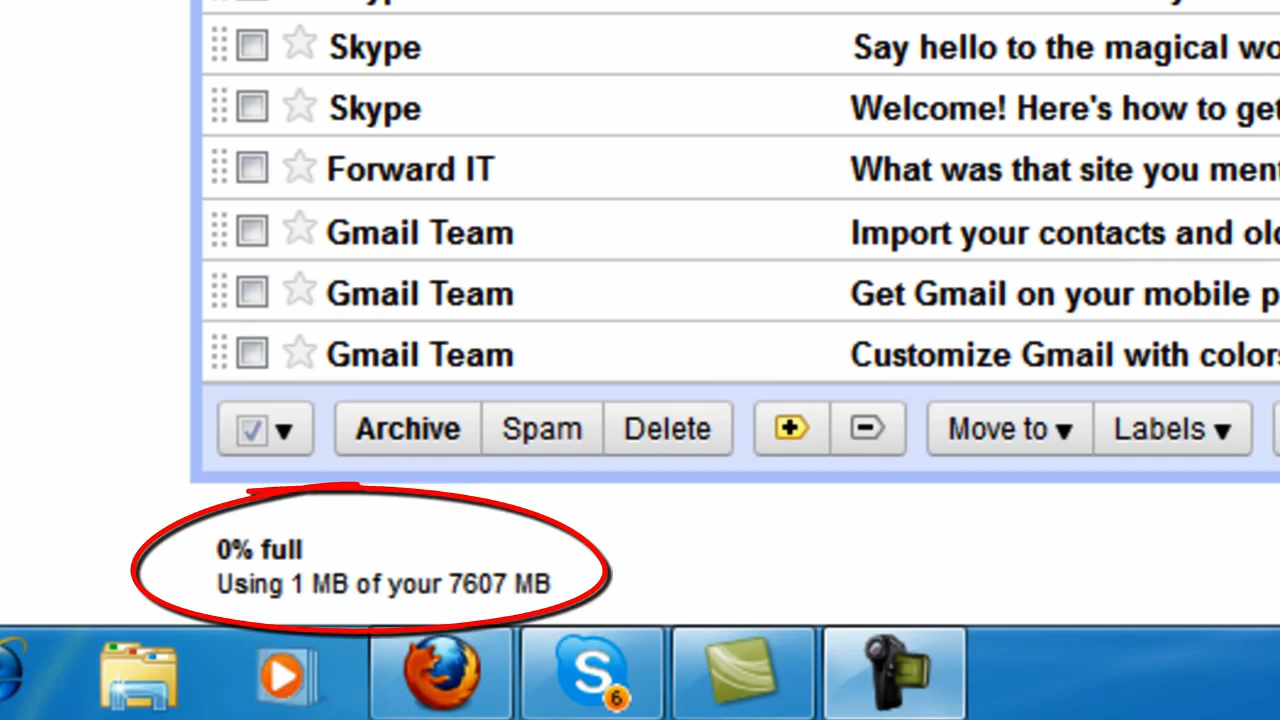 Skype Say hello to the magical wo
Skype Welcome! Here's how to get
Forward IT What was that site you ment
Gmail Team Import your contacts and old
Gmail Team Get Gmail on your mobile p
Gmail Team Customize Gmail with colors
Archive Spam Delete Move to Labels
0% full
Using 1 MB of your 7607 MB
S 6